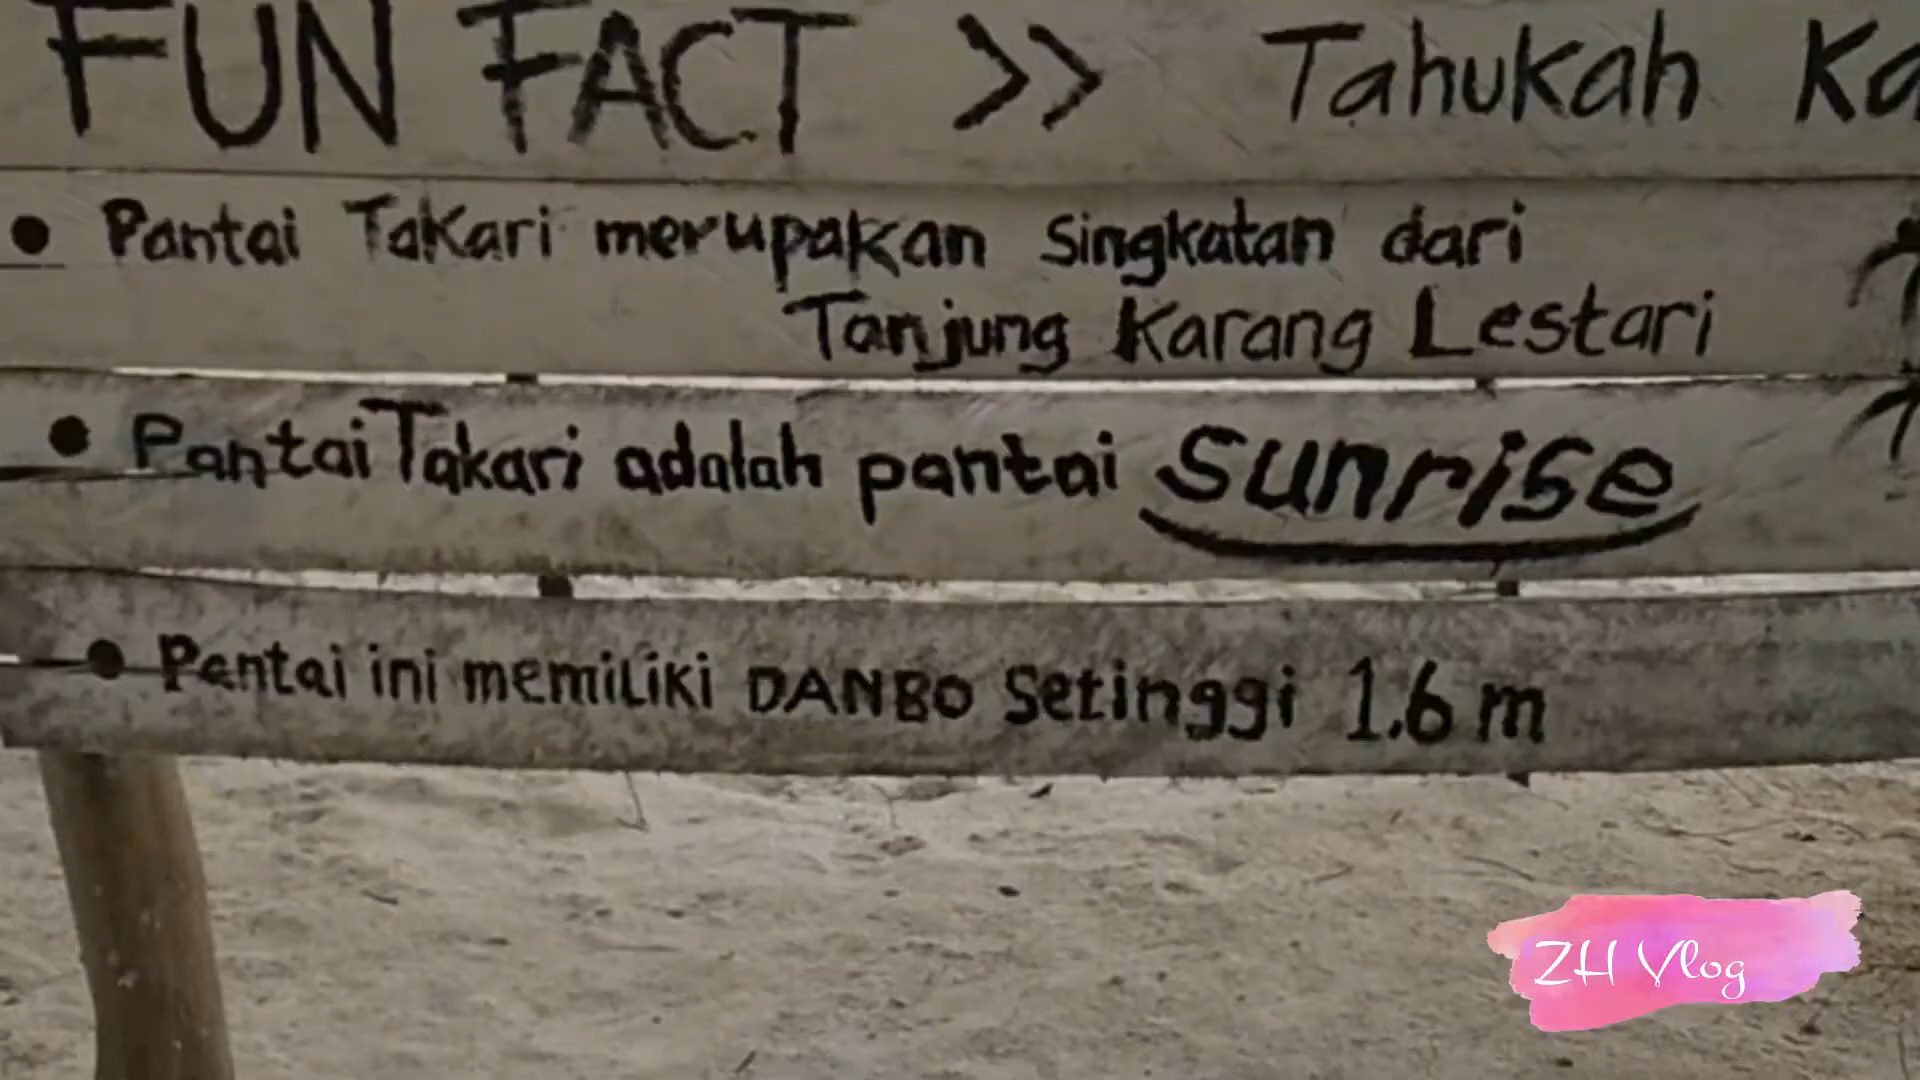 FUN FACT >> Tahukah Ka
• Pantai Takari merupakan Singkatan dari
Tanjung Karang Lestari
• Pantai Takari adalah pantai sunrise
• Pantai ini memiliki DANBO Setinggi 1.6 m
ZH Vlog